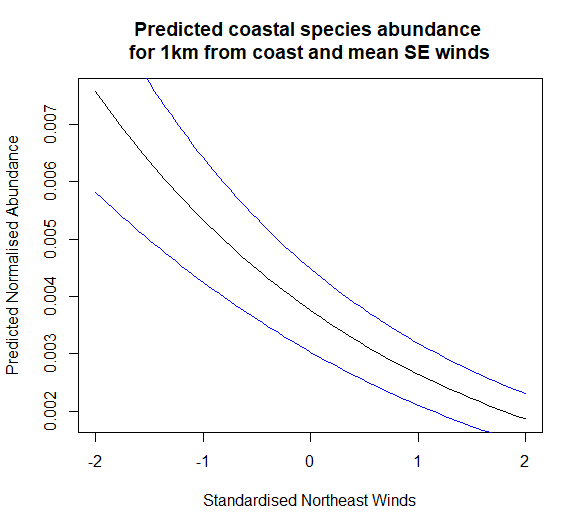 Predicted coastal species abundance
for 1km from coast and mean SE winds
Predicted Normalised Abundance
0.007
0.006
0.005
0.004
0.003
0.002
-2
-1
0
1
2
Standardised Northeast Winds